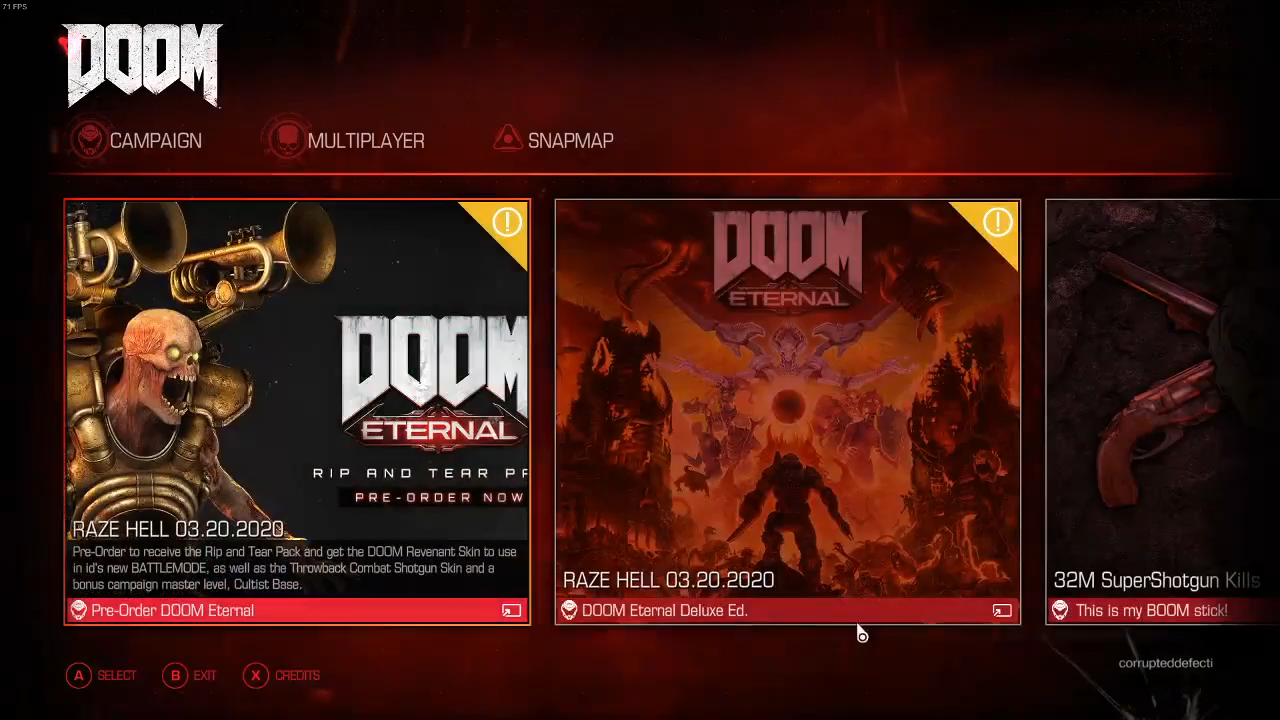 71 FPS
DOOM
CAMPAIGN
MULTIPLAYER
SNAPMAP
DOOM
ETERNAL
RIP AND TEAR PA
PRE-ORDER NOW
RAZE HELL 03.20.2020
Pre-Order to receive the Rip and Tear Pack and get the DOOM Revenant Skin to use
in id's new BATTLEMODE, as well as the Throwback Combat Shotgun Skin and a
bonus campaign master level, Cultist Base.
Pre-Order DOOM Eternal
DOOM
ETERNAL
RAZE HELL 03.20.2020
DOOM Eternal Deluxe Ed.
32M SuperShotgun Kills
This is my BOOM stick!
A SELECT
B EXIT
X CREDITS
corrupteddefecti